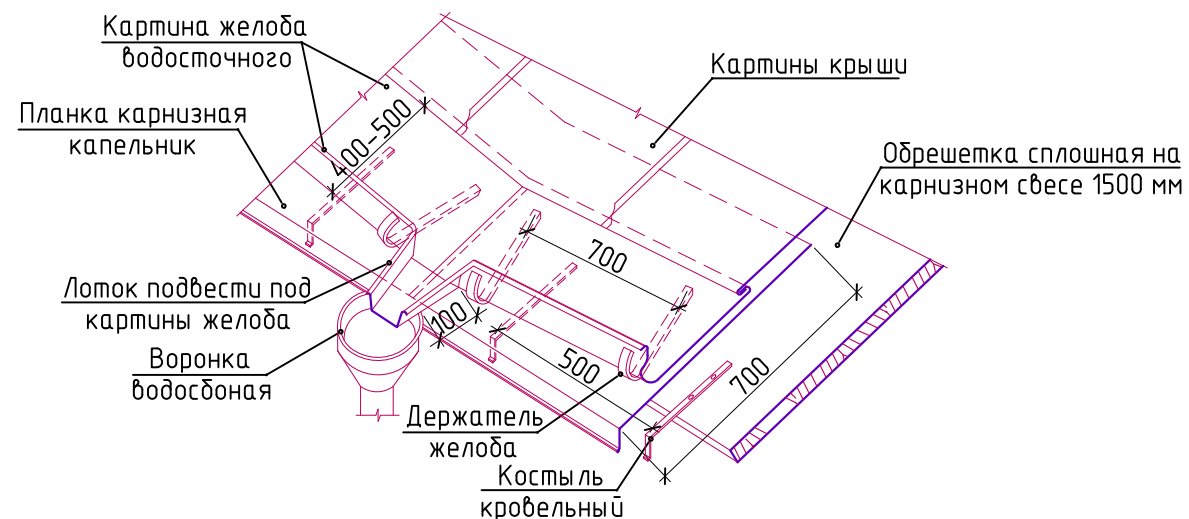 Картина желоба
водосточного
Картины крыши
Планка карнизная
капельник
400-500
Обрешетка сплошная на
карнизном свесе 1500 мм
700
Лоток подвести под
картины желоба
100
Воронка
водосбоная
500
700
Держатель
желоба
Костыль
кровельный